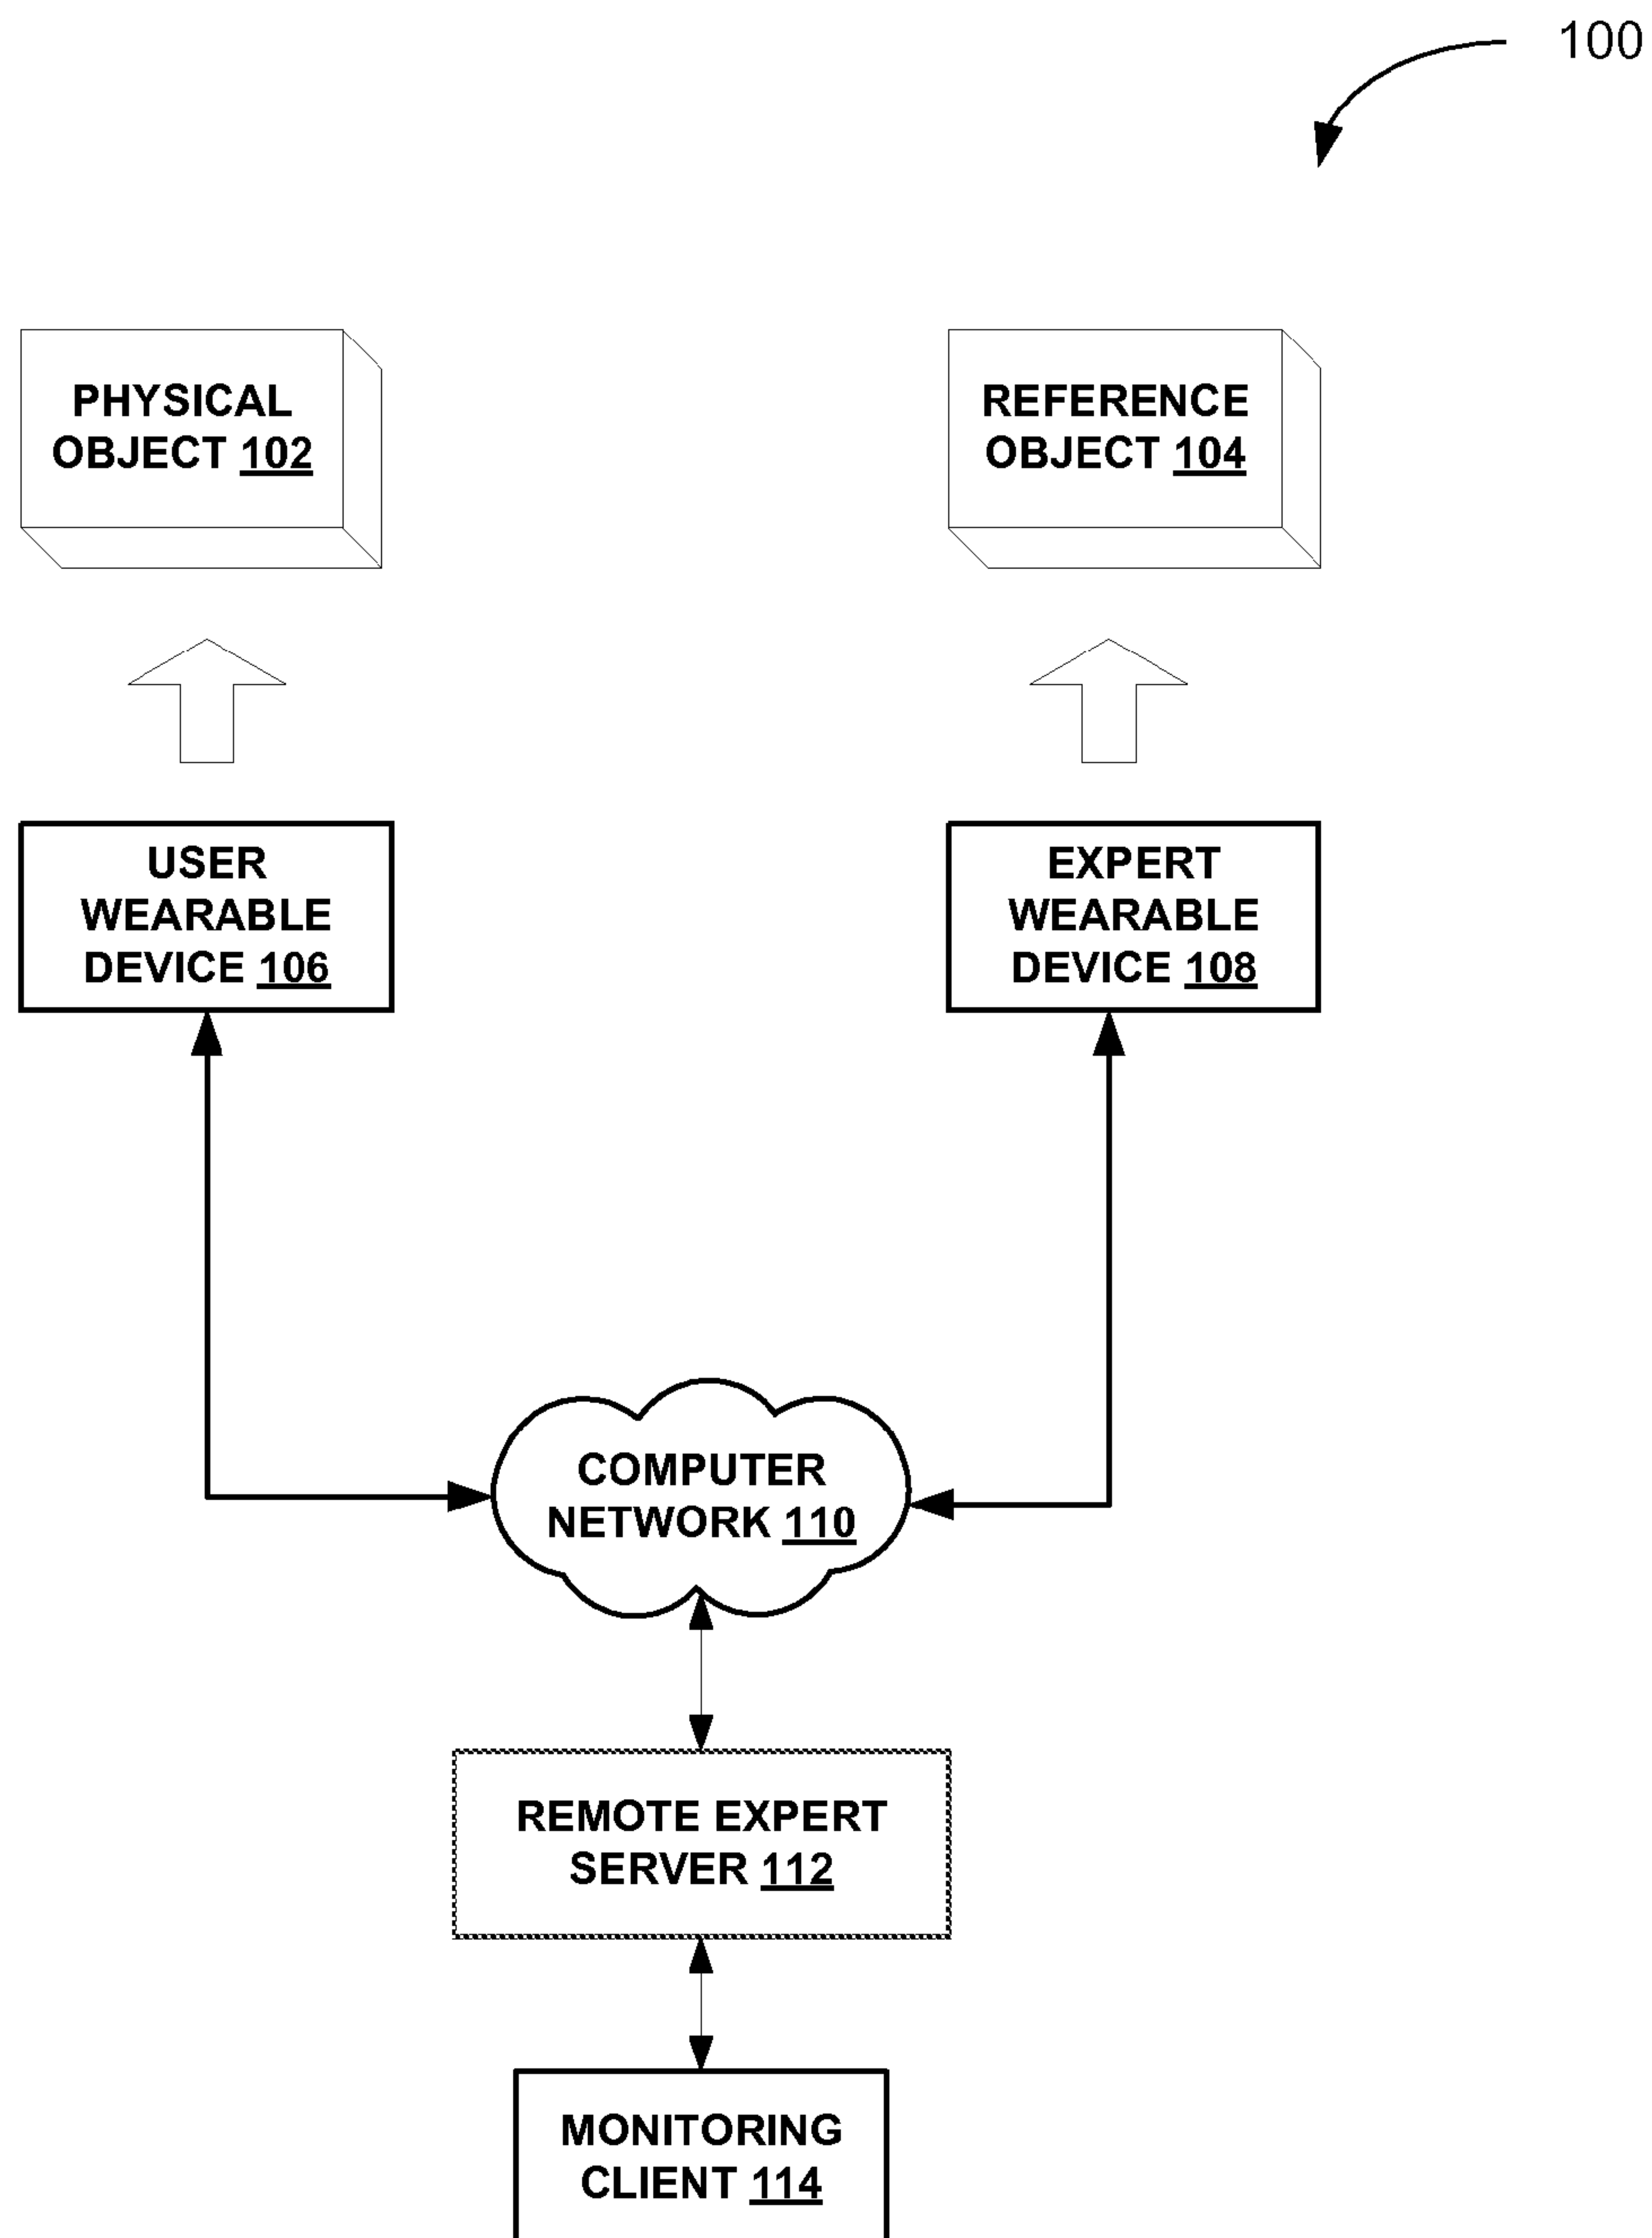 100
PHYSICAL
OBJECT 102
REFERENCE
OBJECT 104
USER
WEARABLE
DEVICE 106
EXPERT
WEARABLE
DEVICE 108
COMPUTER
NETWORK 110
REMOTE EXPERT
SERVER 112
MONITORING
CLIENT 114